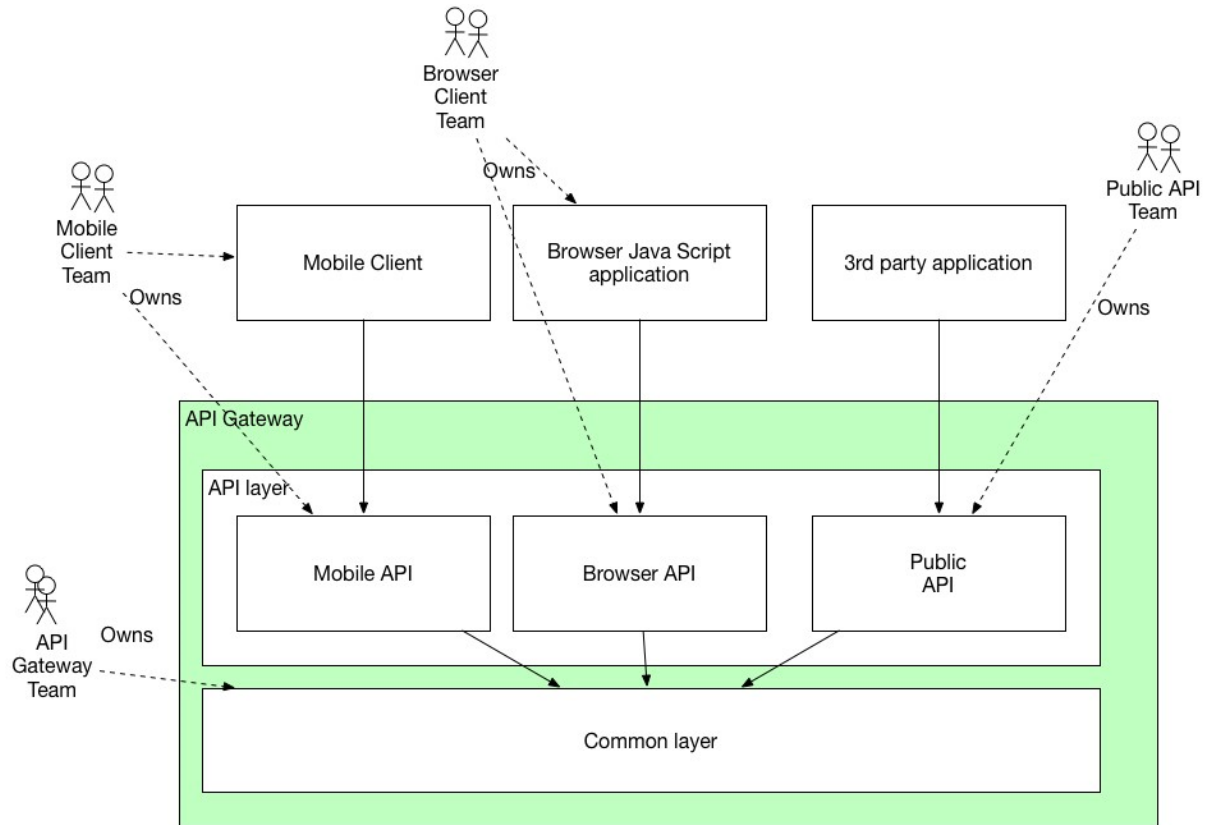 Browser
Client
Team
Public API
Team
Owns
Mobile
Client
Team
Mobile Client
Browser Java Script
application
3rd party application
Owns
Owns
API Gateway
API layer
Mobile API
Browser API
Public
API
API
Gateway
Team
Owns
Common layer